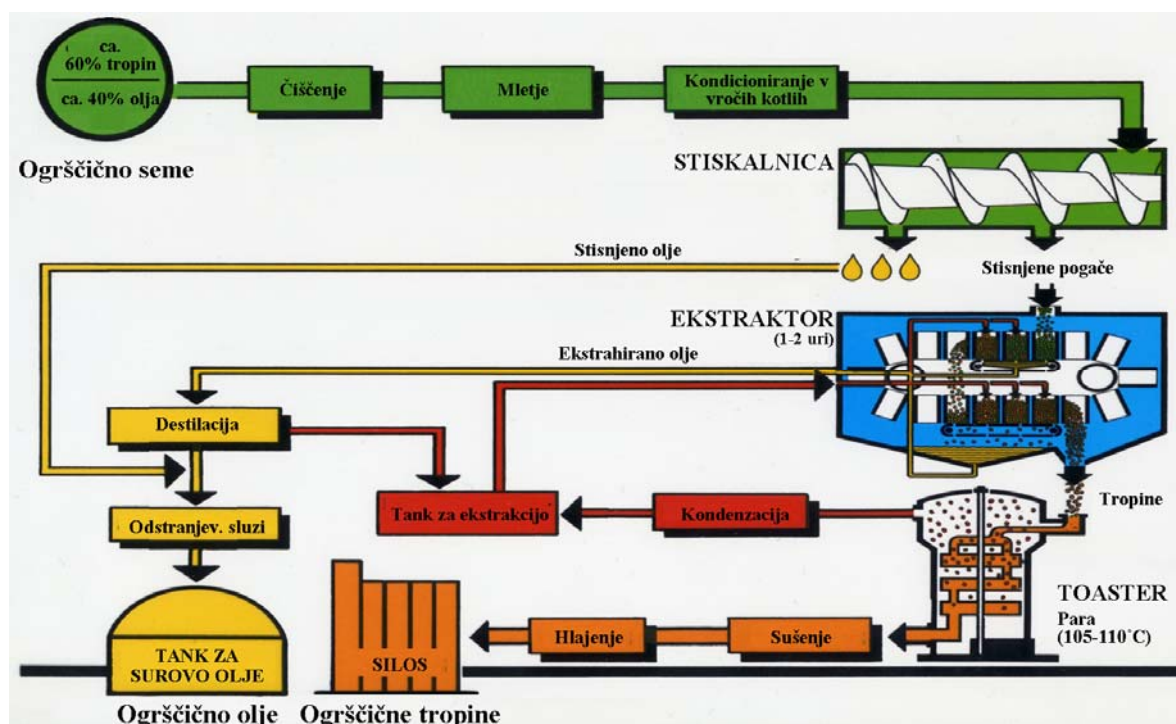 ca.
60% tropin
ca. 40% olja
Čiščenje
Mletje
Kondicioniranje v
vročih kotlih
Ogrščično seme
STISKALNICA
Stisnjeno olje
Stisnjene pogače
EKSTRAKTOR
(1-2 uri)
Ekstrahirano olje
Destilacija
Tropine
Tank za ekstrakcijo
Kondenzacija
Odstranjev. sluzi
TOASTER
Para
(105-110°C)
Hlajenje
Sušenje
TANK ZA
SUROVO OLJE
SILOS
Ogrščično olje
Ogrščične tropine